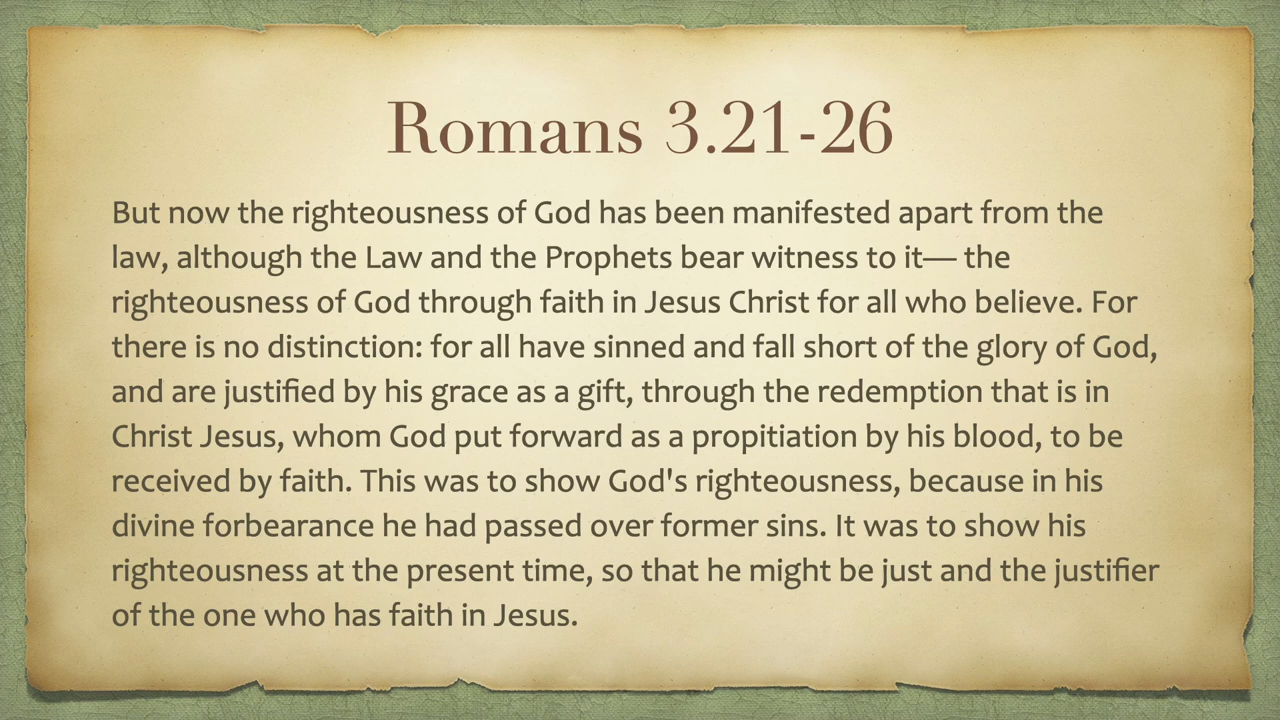 Romans 3.21-26
But now the righteousness of God has been manifested apart from the
law, although the Law and the Prophets bear witness to it— the
righteousness of God through faith in Jesus Christ for all who believe. For
there is no distinction: for all have sinned and fall short of the glory of God,
and are justified by his grace as a gift, through the redemption that is in
Christ Jesus, whom God put forward as a propitiation by his blood, to be
received by faith. This was to show God's righteousness, because in his
divine forbearance he had passed over former sins. It was to show his
righteousness at the present time, so that he might be just and the justifier
of the one who has faith in Jesus.